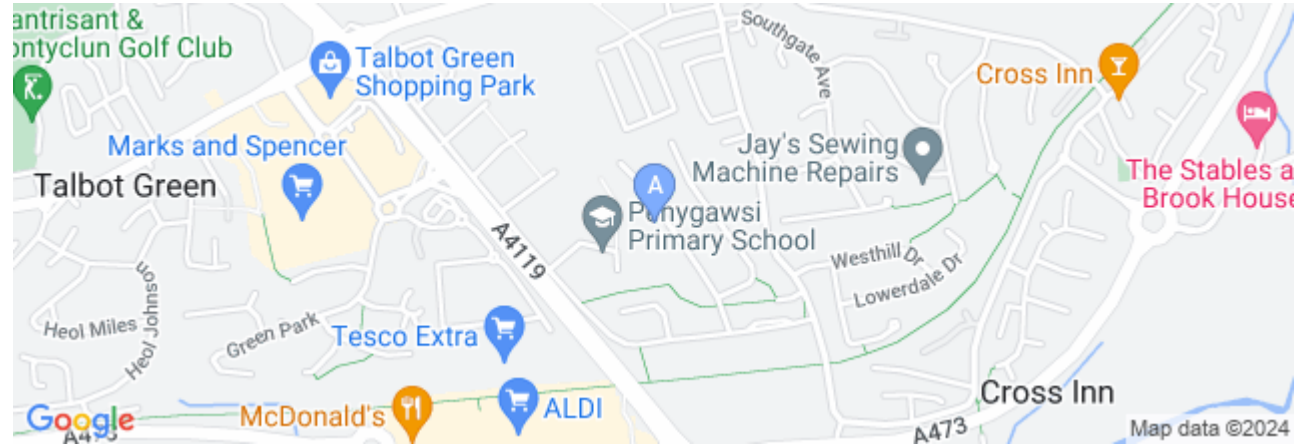 antrisant &
ontyclun Golf Club
Talbot Green
Shopping Park
Southgate Ave
Cross Inn
Marks and Spencer
Talbot Green
Jay's Sewing
Machine Repairs
The Stables a
Brook House
A
Penygawsi
Primary School
A4119
Westhill Dr
Lowerdale Dr
Heol Miles
Heol Johnson
Green Park
Tesco Extra
McDonald's
ALDI
Cross Inn
A473
Google
Map data ©2024